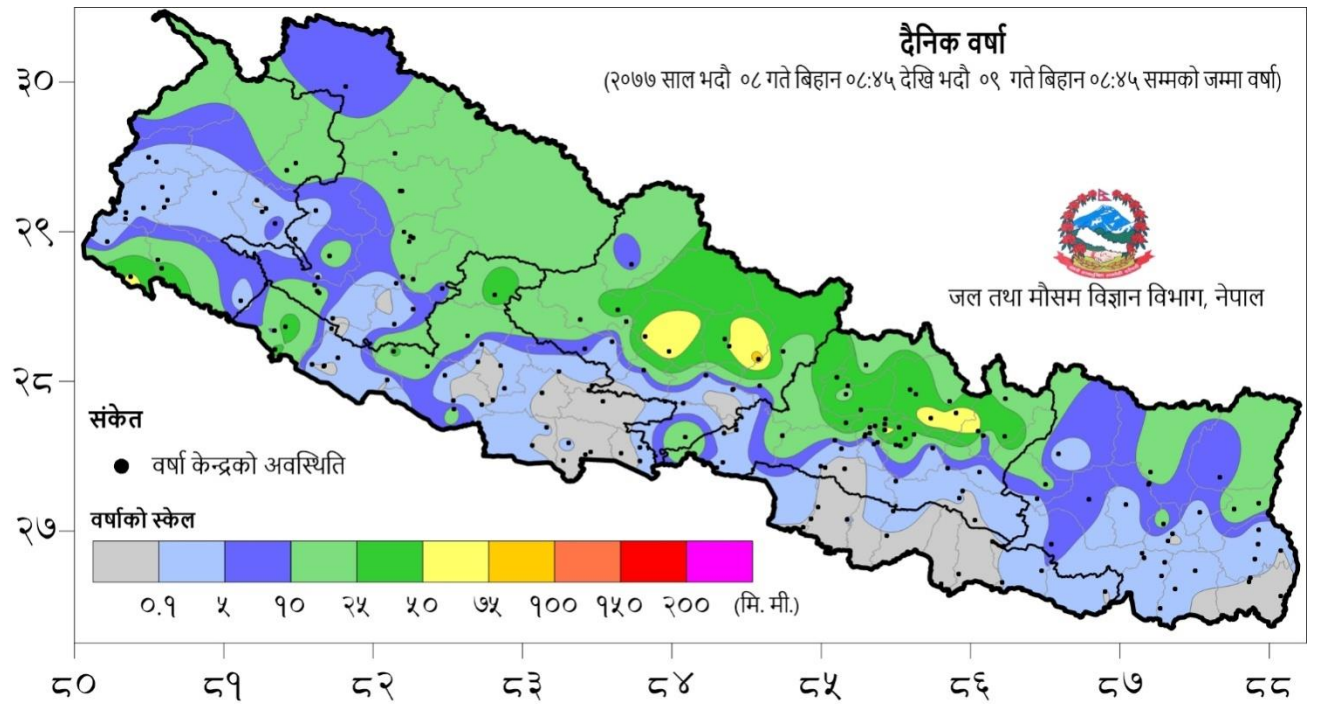 दैनिक वर्षा
(२०७७ साल भदौ ०८ गते बिहान ०८:४५ देखि भदौ ०९ गते बिहान ०८:४५ सम्मको जम्मा वर्षा)
३०
२९
जल तथा मौसम विज्ञान विभाग, नेपाल
२८
संकेत
वर्षा केन्द्रको अवस्थिति
वर्षाको स्केल
२७
०.१ ५ १० २५ ५० ७५ १०० १५० २०० (मि. मी.)
८० ८१ ८२ ८३ ८४ ८५ ८६ ८७ ८८